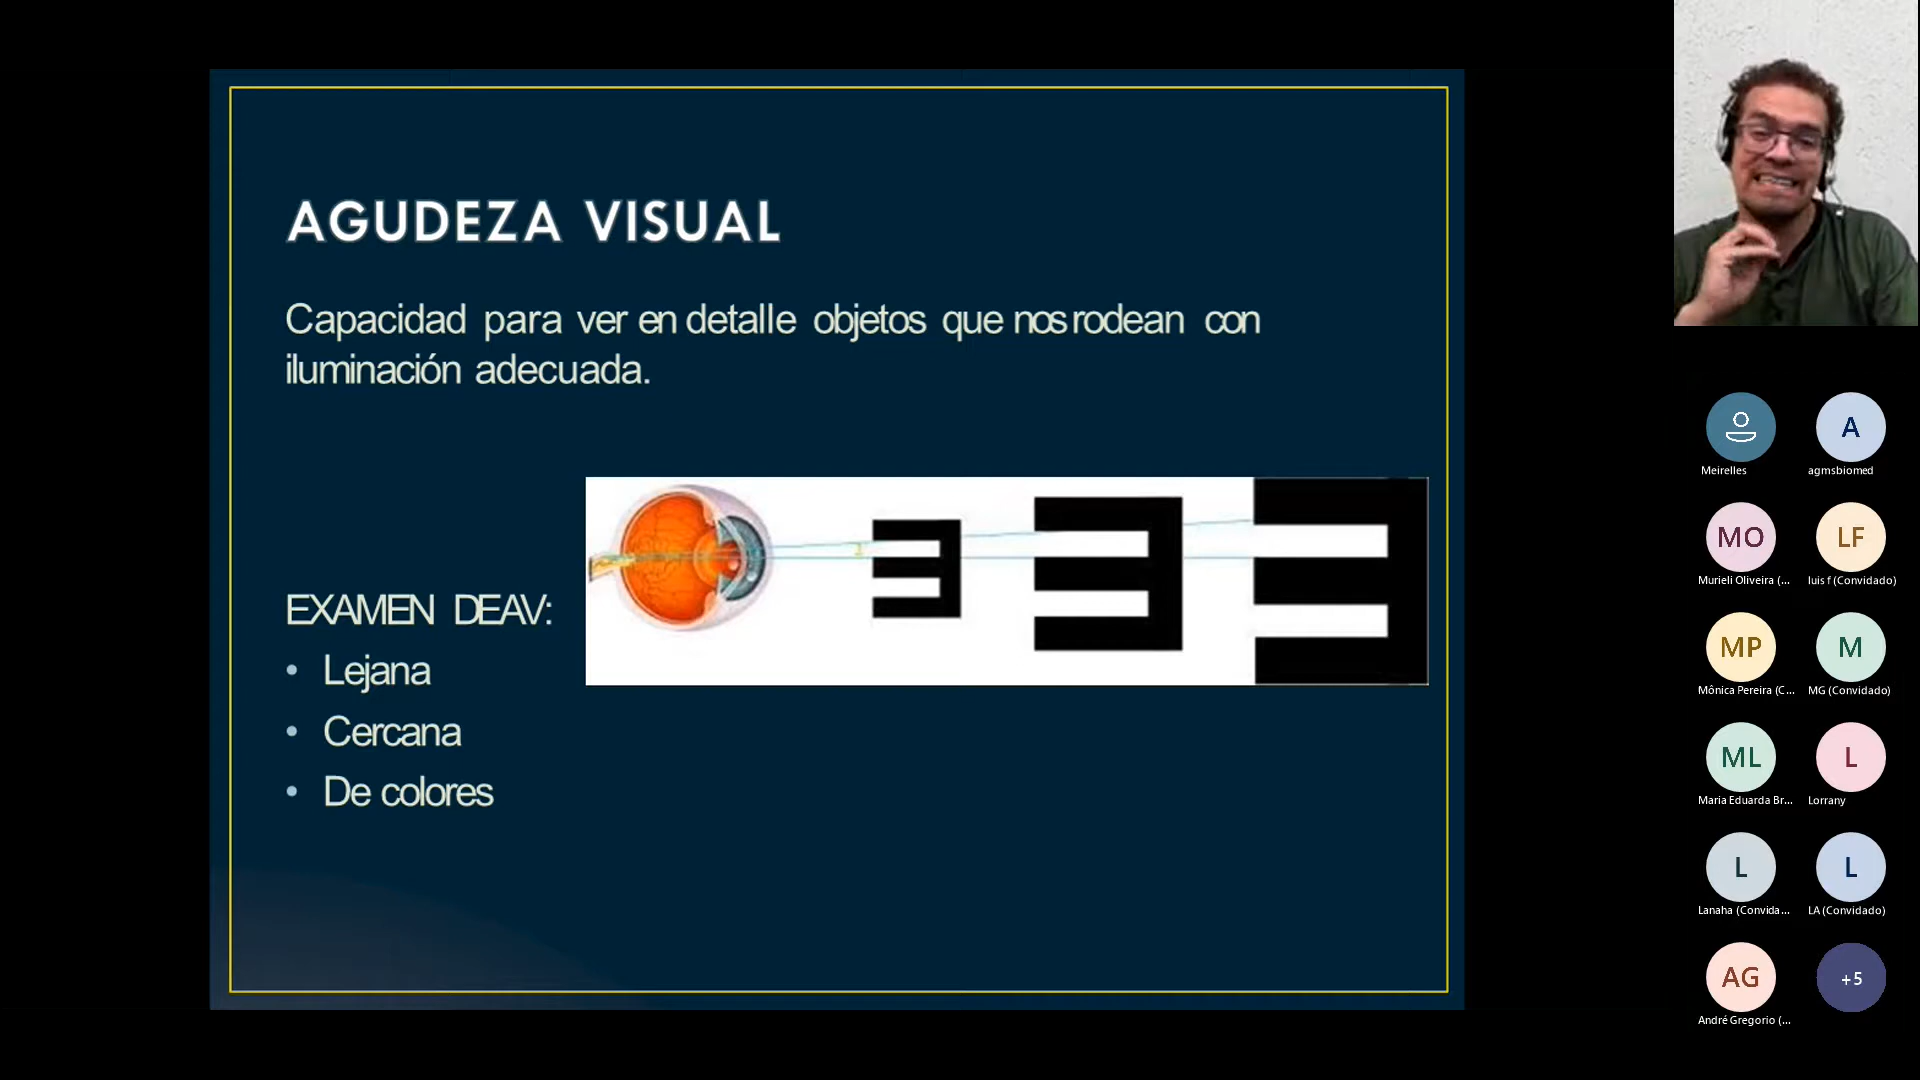 AGUDEZA VISUAL
Capacidad para ver en detalle objetos que nos rodean con
iluminación adecuada.
EXAMEN DE AV:
• Lejana
• Cercana
• De colores
Meirelles
A
agmsbiomed
MO
Murieli Oliveira (...
LF
luis f (Convidado)
MP
Mônica Pereira (C...
M
MG (Convidado)
ML
Maria Eduarda Br...
L
Lorrany
L
Lanaha (Convida...
L
LA (Convidado)
AG
André Gregorio (...
+5